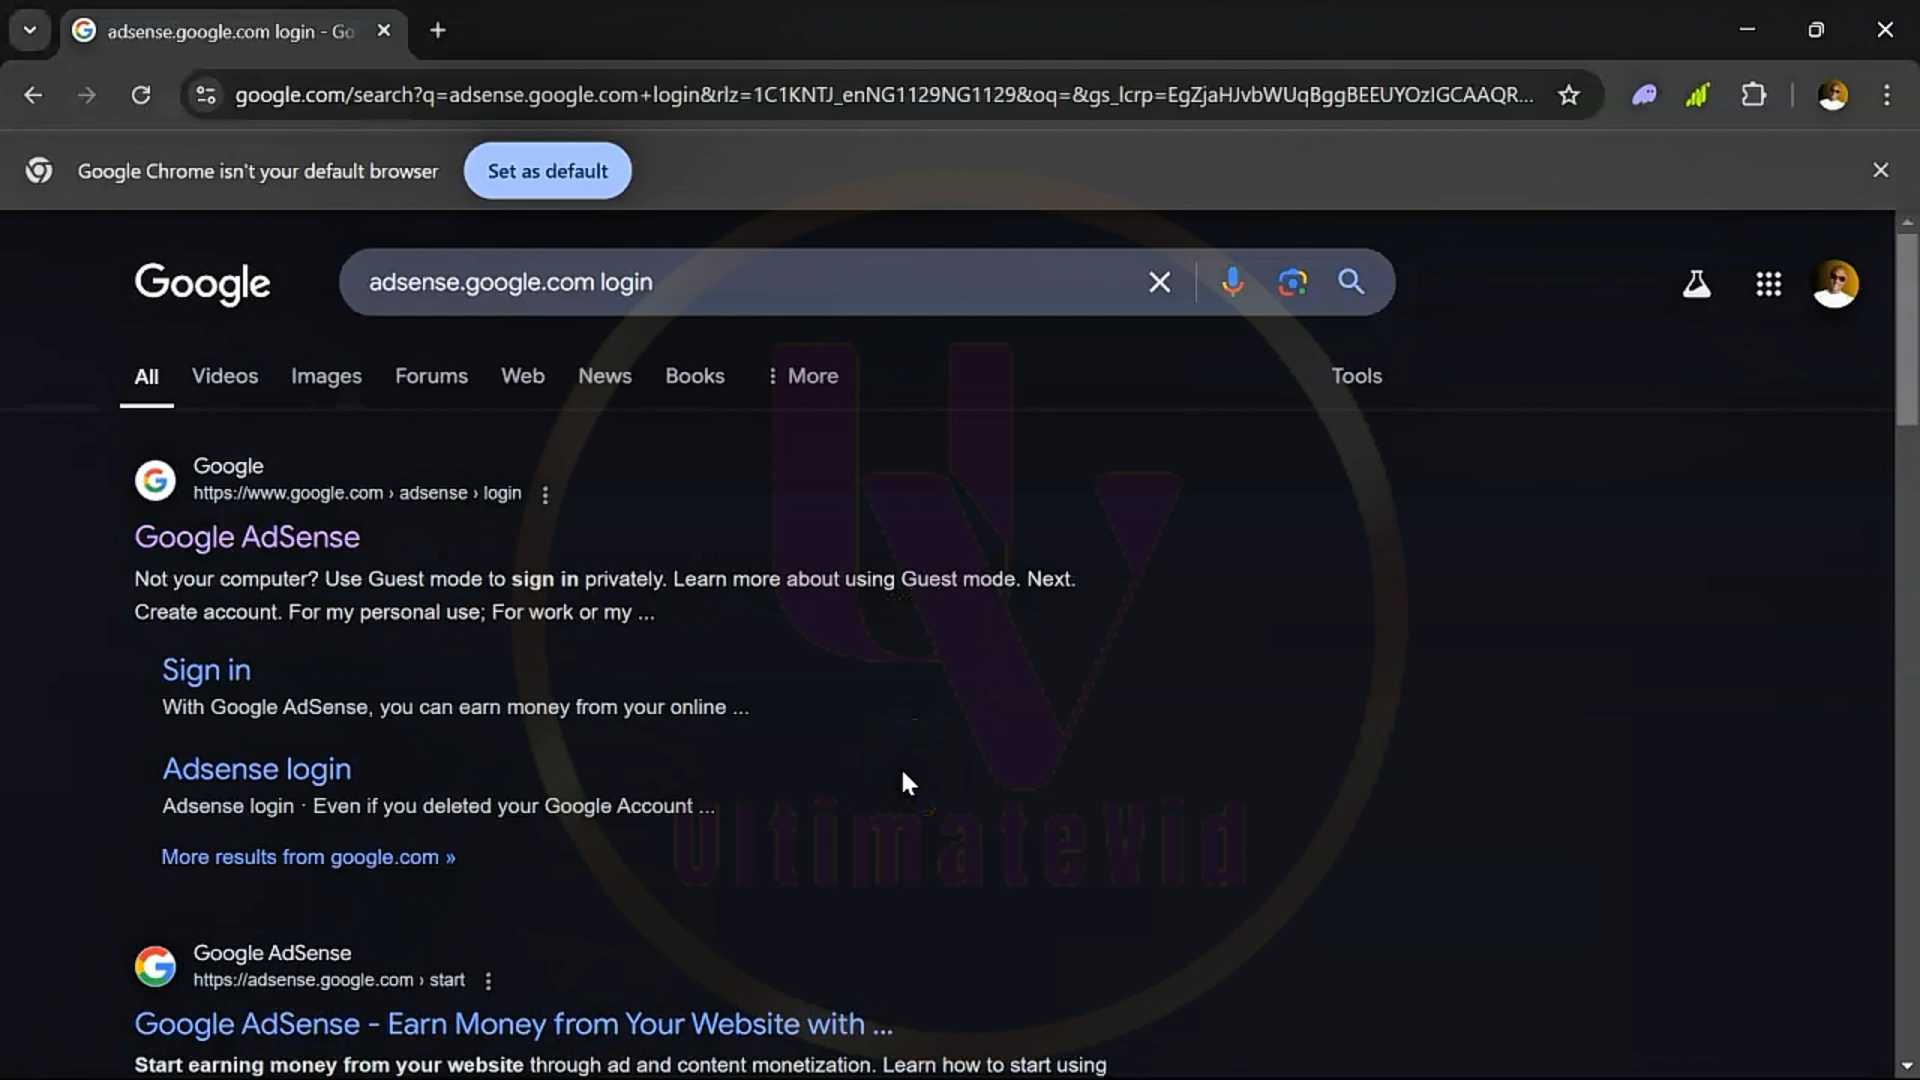 adsense.google.com login - Go
google.com/search?q=adsense.google.com+login&rlz=1C1KNTJ_enNG1129NG1129&oq=&gs_lcrp=EgZjaHJvbWUqBggBEEUYOzIGCAAQR...
Google Chrome isn't your default browser
Set as default
Google
adsense.google.com login
All Videos Images Forums Web News Books More Tools
Google
https://www.google.com › adsense › login
Google AdSense
Not your computer? Use Guest mode to sign in privately. Learn more about using Guest mode. Next.
Create account. For my personal use; For work or my ...
Sign in
With Google AdSense, you can earn money from your online ...
Adsense login
Adsense login · Even if you deleted your Google Account ...
More results from google.com »
UltimateVid
Google AdSense
https://adsense.google.com › start
Google AdSense - Earn Money from Your Website with ...
Start earning money from your website through ad and content monetization. Learn how to start using